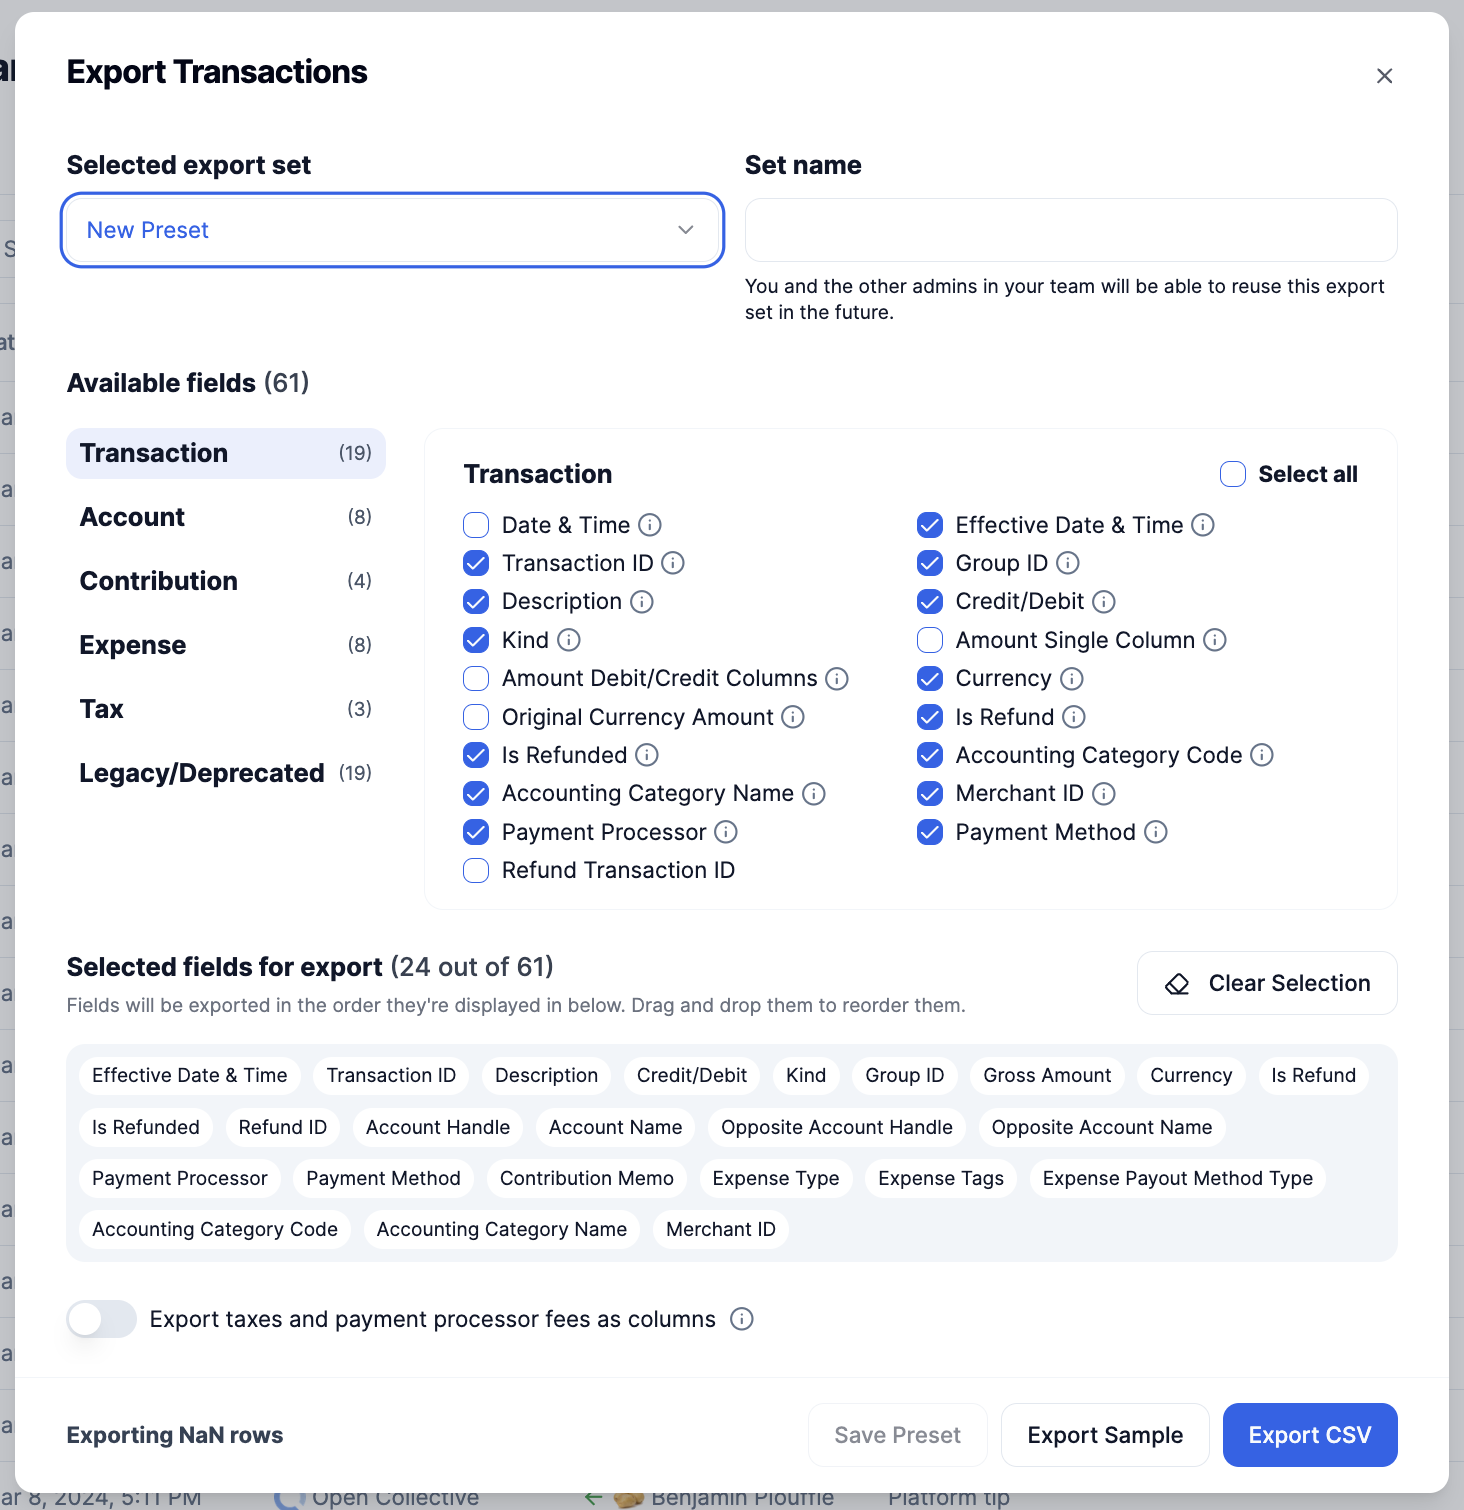 Export Transactions
Selected export set
Set name
New Preset
You and the other admins in your team will be able to reuse this export
set in the future.
Available fields (61)
Transaction (19)
Account (8)
Contribution (4)
Expense (8)
Tax (3)
Legacy/Deprecated (19)
Transaction
Select all
Date & Time
Effective Date & Time
Transaction ID
Group ID
Description
Credit/Debit
Kind
Amount Single Column
Amount Debit/Credit Columns
Currency
Original Currency Amount
Is Refund
Is Refunded
Accounting Category Code
Accounting Category Name
Merchant ID
Payment Processor
Payment Method
Refund Transaction ID
Selected fields for export (24 out of 61)
Fields will be exported in the order they're displayed in below. Drag and drop them to reorder them.
Clear Selection
Effective Date & Time Transaction ID Description Credit/Debit Kind Group ID Gross Amount Currency Is Refund
Is Refunded Refund ID Account Handle Account Name Opposite Account Handle Opposite Account Name
Payment Processor Payment Method Contribution Memo Expense Type Expense Tags Expense Payout Method Type
Accounting Category Code Accounting Category Name Merchant ID
Export taxes and payment processor fees as columns
Exporting NaN rows
Save Preset
Export Sample
Export CSV
ar 8, 2024, 5:11 PM Open Collective Benjamin Piouffle Platform tip